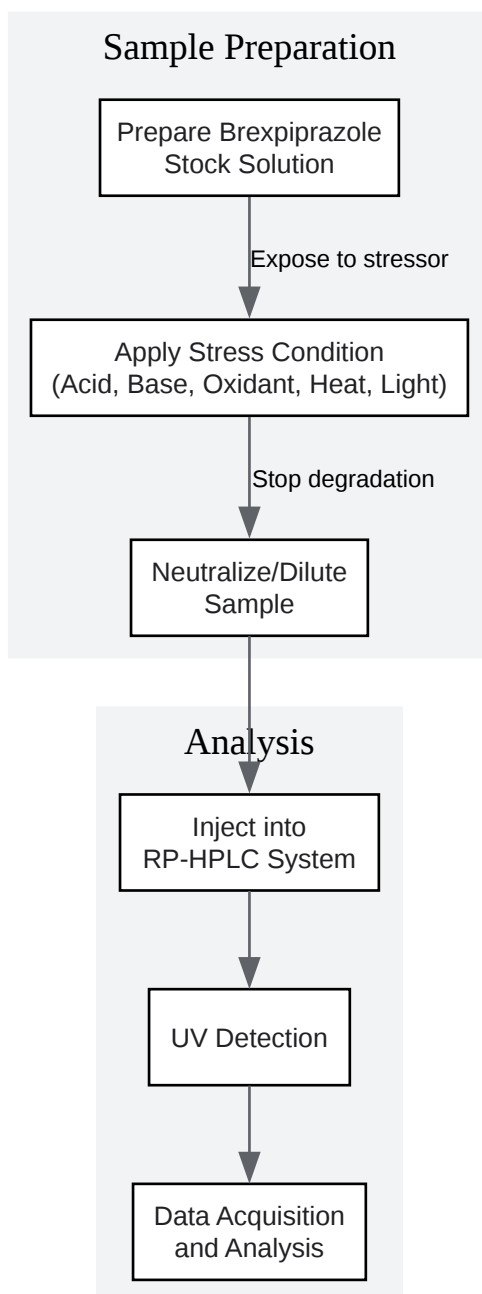 Sample Preparation
Prepare Brexpiprazole
Stock Solution
Expose to stressor
Apply Stress Condition
(Acid, Base, Oxidant, Heat, Light)
Stop degradation
Neutralize/Dilute
Sample
Analysis
Inject into
RP-HPLC System
UV Detection
Data Acquisition
and Analysis